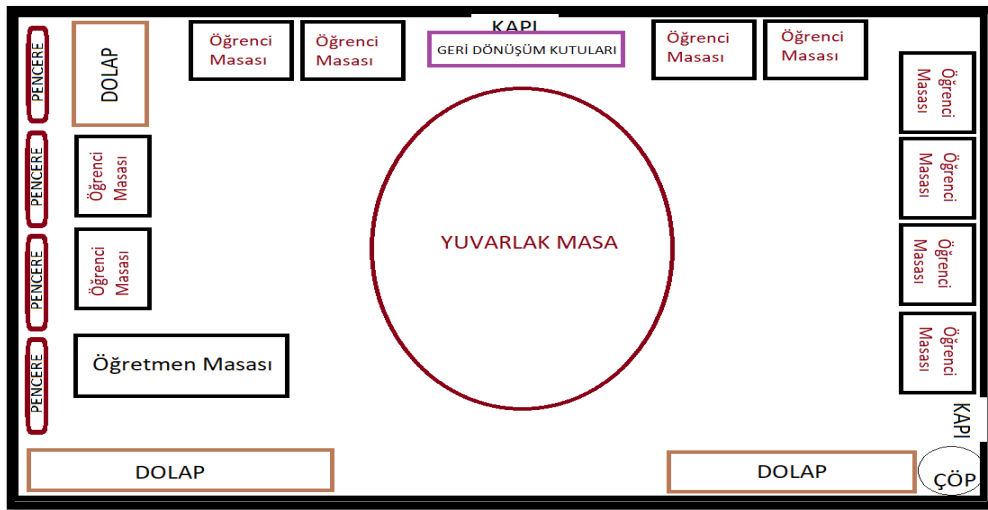 KAPI
PENCERE
DOLAP
Öğrenci
Masası
Öğrenci
Masası
GERİ DÖNÜŞÜM KUTULARI
Öğrenci
Masası
Öğrenci
Masası
Öğrenci
Masası
PENCERE
Öğrenci
Masası
Öğrenci
Masası
YUVARLAK MASA
PENCERE
Öğrenci
Masası
Öğrenci
Masası
PENCERE
Öğretmen Masası
Öğrenci
Masası
KAPI
DOLAP
DOLAP
ÇÖP